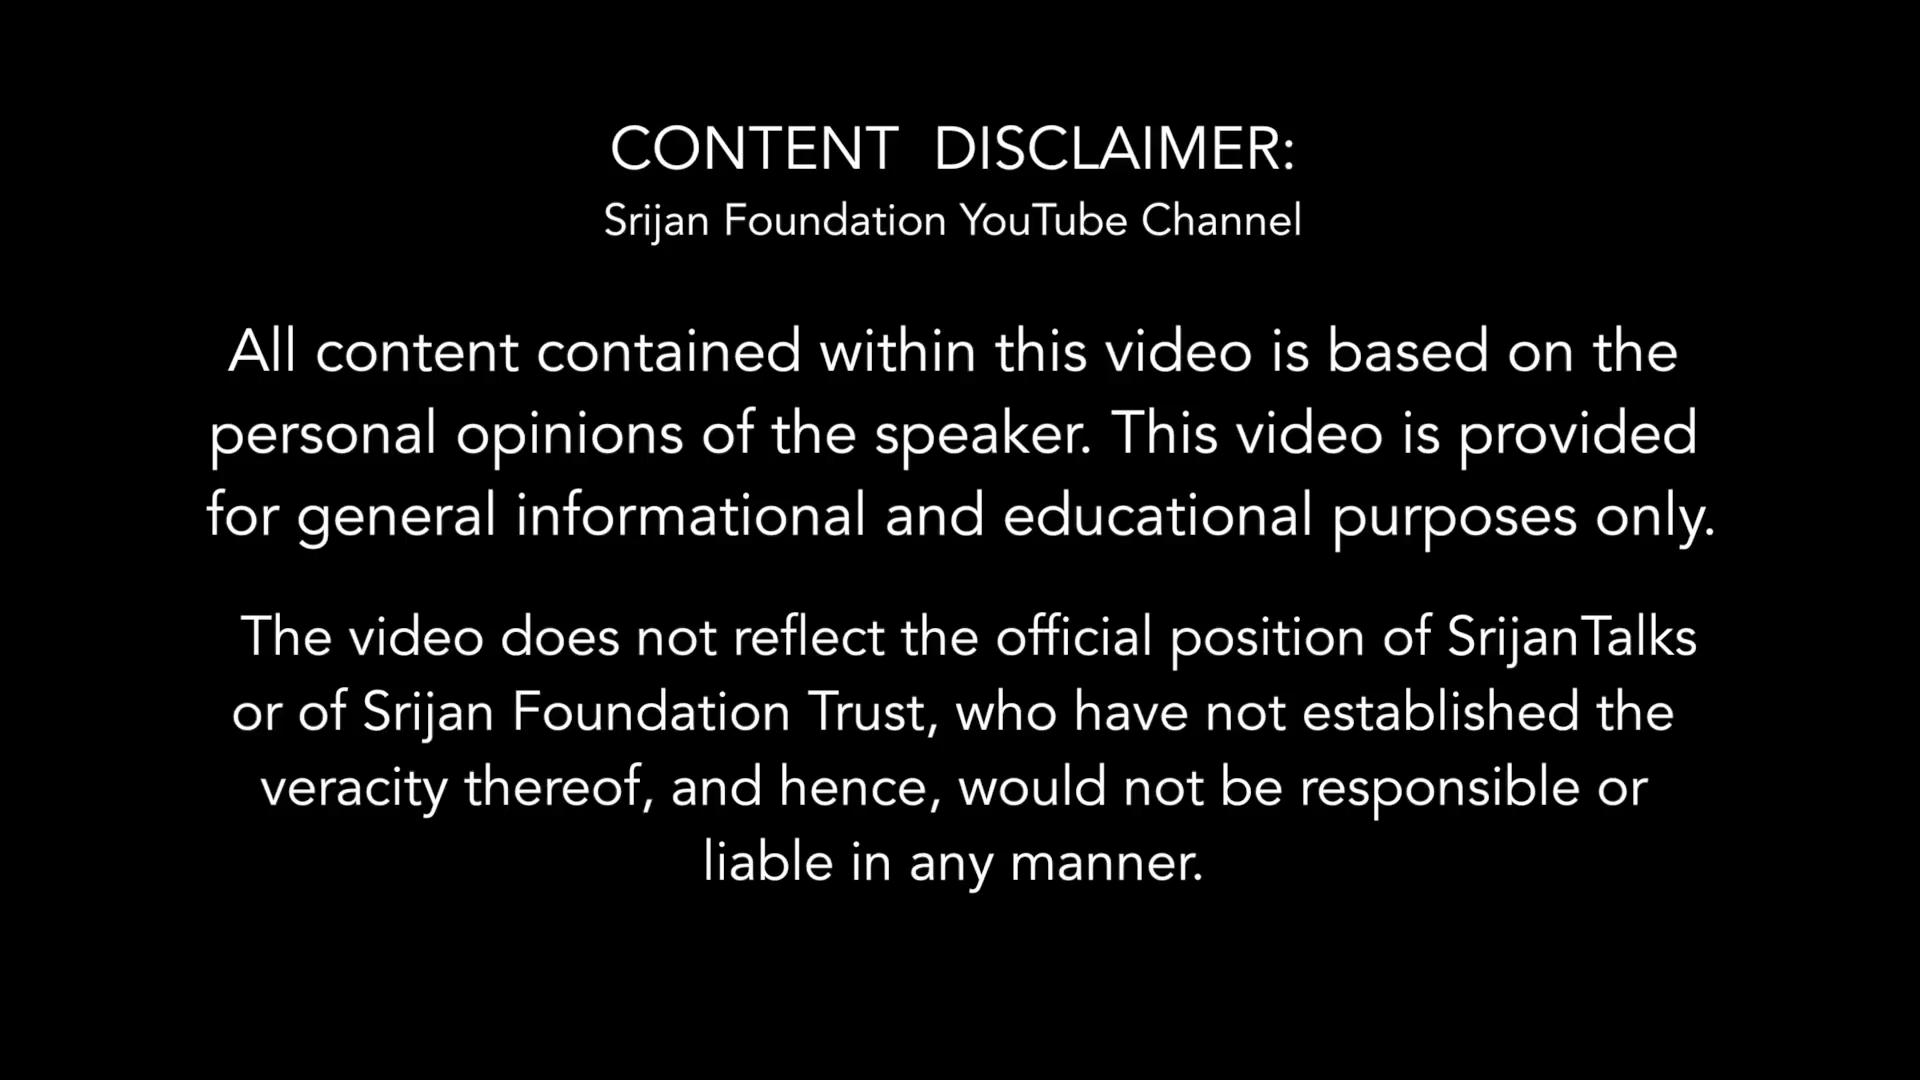 CONTENT DISCLAIMER:
Srijan Foundation YouTube Channel
All content contained within this video is based on the
personal opinions of the speaker. This video is provided
for general informational and educational purposes only.
The video does not reflect the official position of SrijanTalks
or of Srijan Foundation Trust, who have not established the
veracity thereof, and hence, would not be responsible or
liable in any manner.